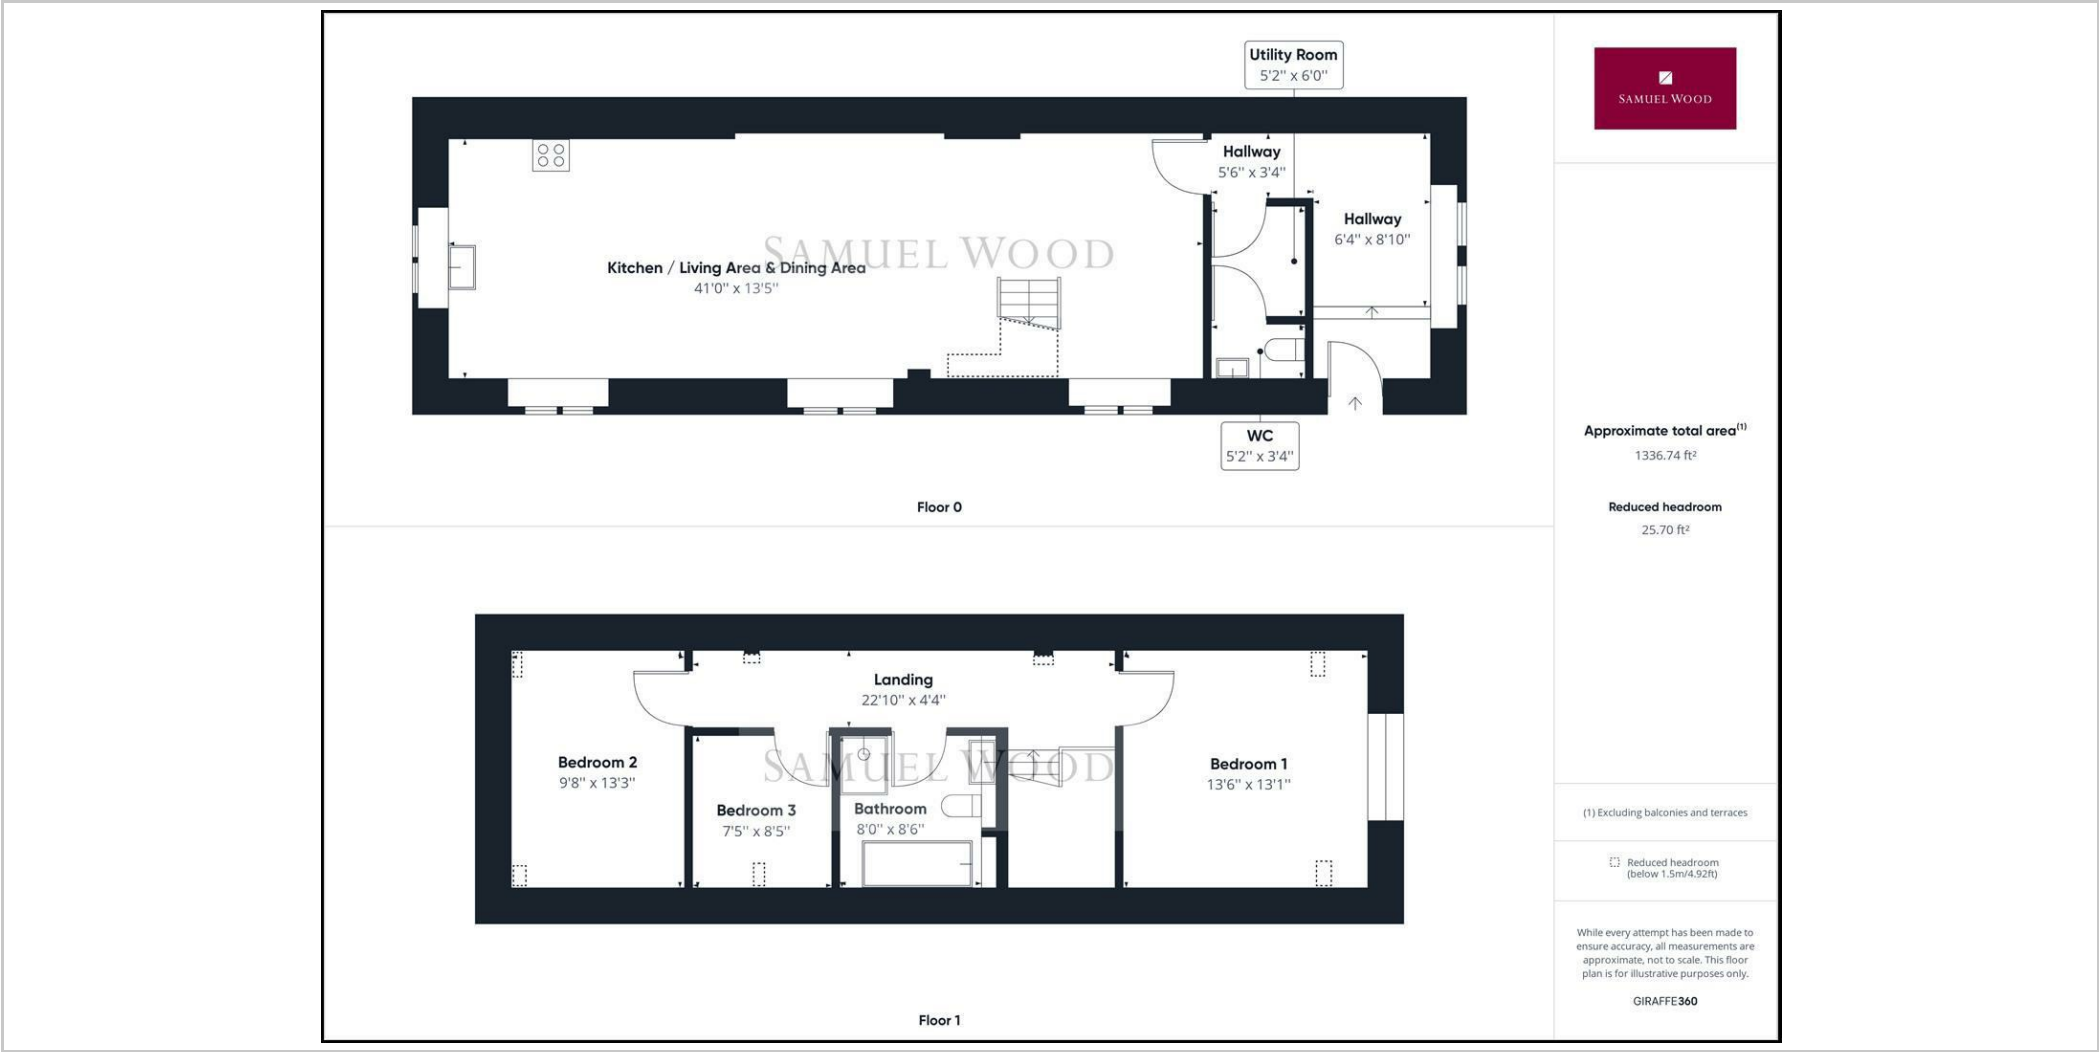 Utility Room
5'2" x 6'0"
SAMUEL WOOD
Hallway
5'6" x 3'4"
Hallway
6'4" x 8'10"
SAMUEL WOOD
Kitchen / Living Area & Dining Area
41'0" x 13'5"
WC
5'2" x 3'4"
Floor 0
Approximate total area(1)
1336.74 ft²
Reduced headroom
25.70 ft²
Landing
22'10" x 4'4"
SAMUEL WOOD
Bedroom 2
9'8" x 13'3"
Bedroom 1
13'6" x 13'1"
Bedroom 3
7'5" x 8'5"
Bathroom
8'0" x 8'6"
Floor 1
(1) Excluding balconies and terraces
Reduced headroom
(below 1.5m/4.92ft)
While every attempt has been made to
ensure accuracy, all measurements are
approximate, not to scale. This floor
plan is for illustrative purposes only.
GIRAFFE360